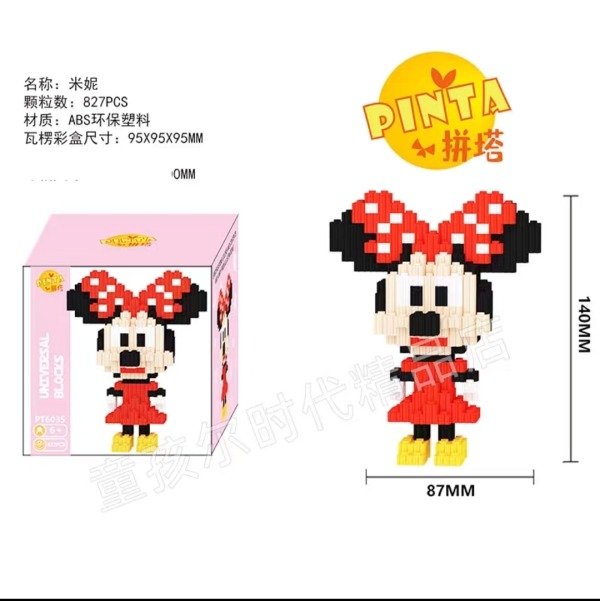 名称：米妮
颗粒数：827PCS
材质：ABS环保塑料
瓦楞彩盒尺寸：95X95X95MM
0MM
PINTA
拼塔
UNIVERSAL
BLOCKS
PT6035
6+
140MM
87MM
童孩尔时代精品店